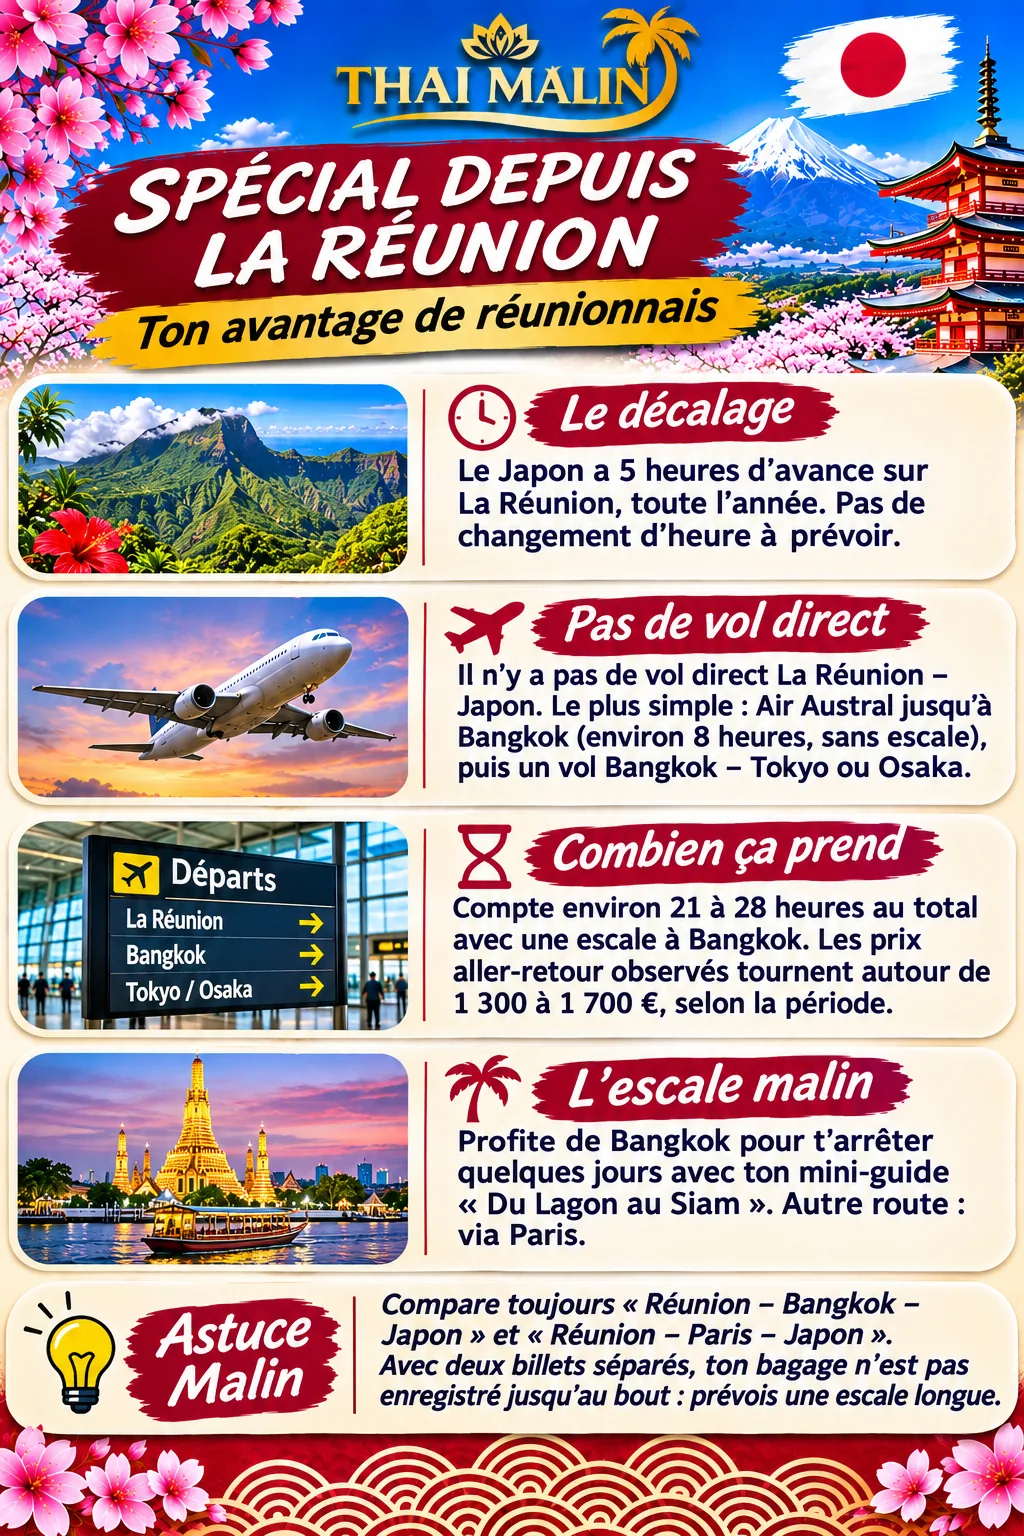 THAI MALIN
SPÉCIAL DEPUIS
LA RÉUNION
Ton avantage de réunionnais
Le décalage
Le Japon a 5 heures d'avance sur
La Réunion, toute l'année. Pas de
changement d'heure à prévoir.
Pas de vol direct
Il n'y a pas de vol direct La Réunion –
Japon. Le plus simple : Air Austral jusqu'à
Bangkok (environ 8 heures, sans escale),
puis un vol Bangkok – Tokyo ou Osaka.
Départs
La Réunion
Bangkok
Tokyo / Osaka
Combien ça prend
Compte environ 21 à 28 heures au total
avec une escale à Bangkok. Les prix
aller-retour observés tournent autour de
1 300 à 1 700 €, selon la période.
L'escale malin
Profite de Bangkok pour t'arrêter
quelques jours avec ton mini-guide
« Du Lagon au Siam ». Autre route :
via Paris.
Astuce
Malin
Compare toujours « Réunion – Bangkok –
Japon » et « Réunion – Paris – Japon ».
Avec deux billets séparés, ton bagage n'est pas
enregistré jusqu'au bout : prévois une escale longue.